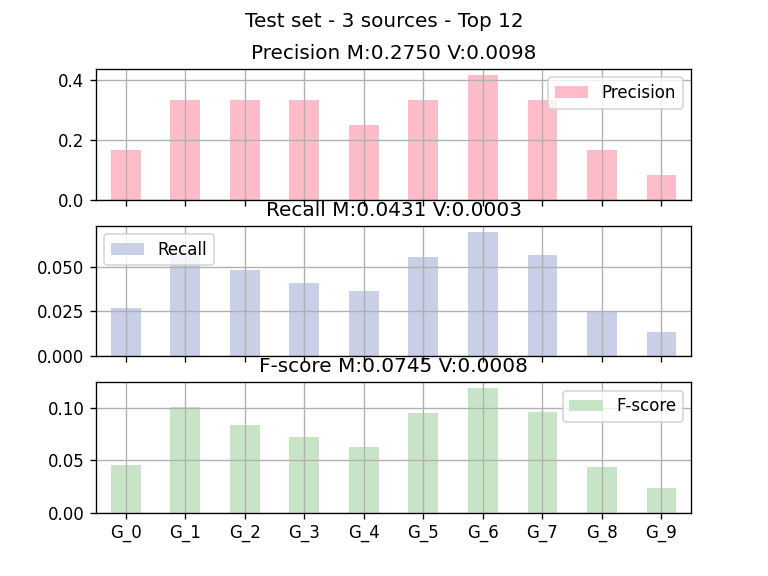 Test set - 3 sources - Top 12
Precision M:0.2750 V:0.0098
0.4
0.2
0.0
Precision
Recall M:0.0431 V:0.0003
0.050
0.025
0.000
Recall
F-score M:0.0745 V:0.0008
0.10
0.05
0.00
F-score
G_0 G_1 G_2 G_3 G_4 G_5 G_6 G_7 G_8 G_9